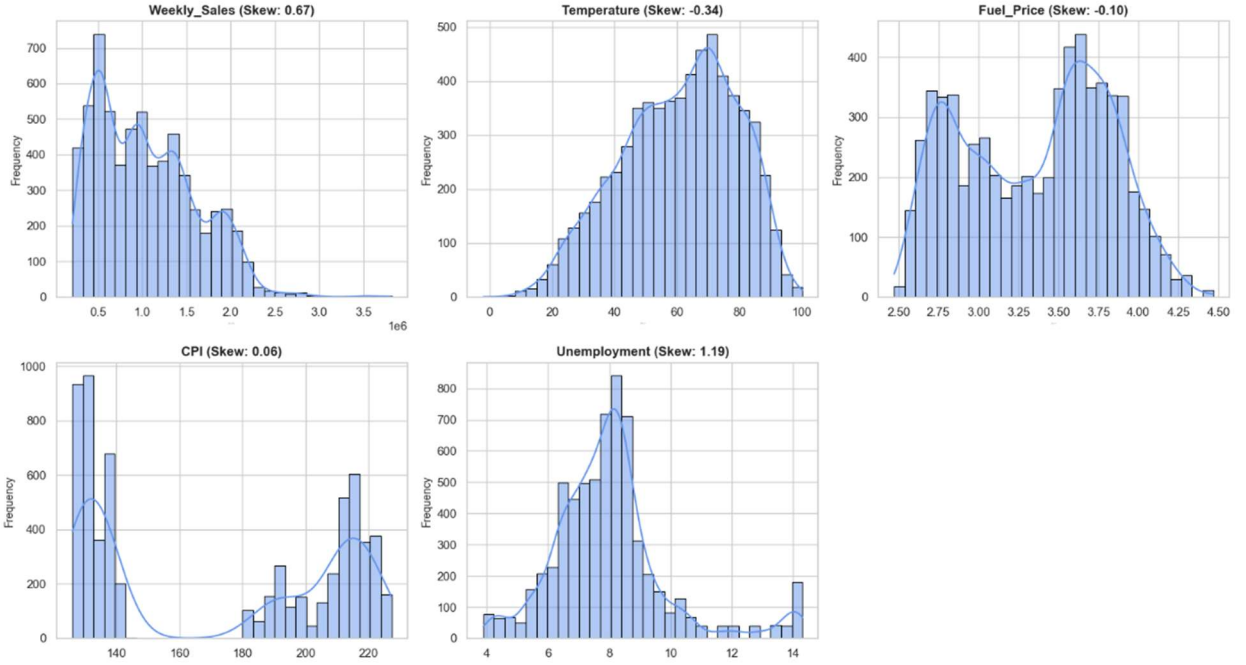 Weekly_Sales (Skew: 0.67)
Frequency
700
600
500
400
300
200
100
0
0.5 1.0 1.5 2.0 2.5 3.0 3.5
1e6
Temperature (Skew: -0.34)
Frequency
500
400
300
200
100
0
0 20 40 60 80 100
Fuel_Price (Skew: -0.10)
Frequency
400
300
200
100
0
2.50 2.75 3.00 3.25 3.50 3.75 4.00 4.25 4.50
CPI (Skew: 0.06)
Frequency
1000
800
600
400
200
0
140 160 180 200 220
Unemployment (Skew: 1.19)
Frequency
800
700
600
500
400
300
200
100
0
4 6 8 10 12 14